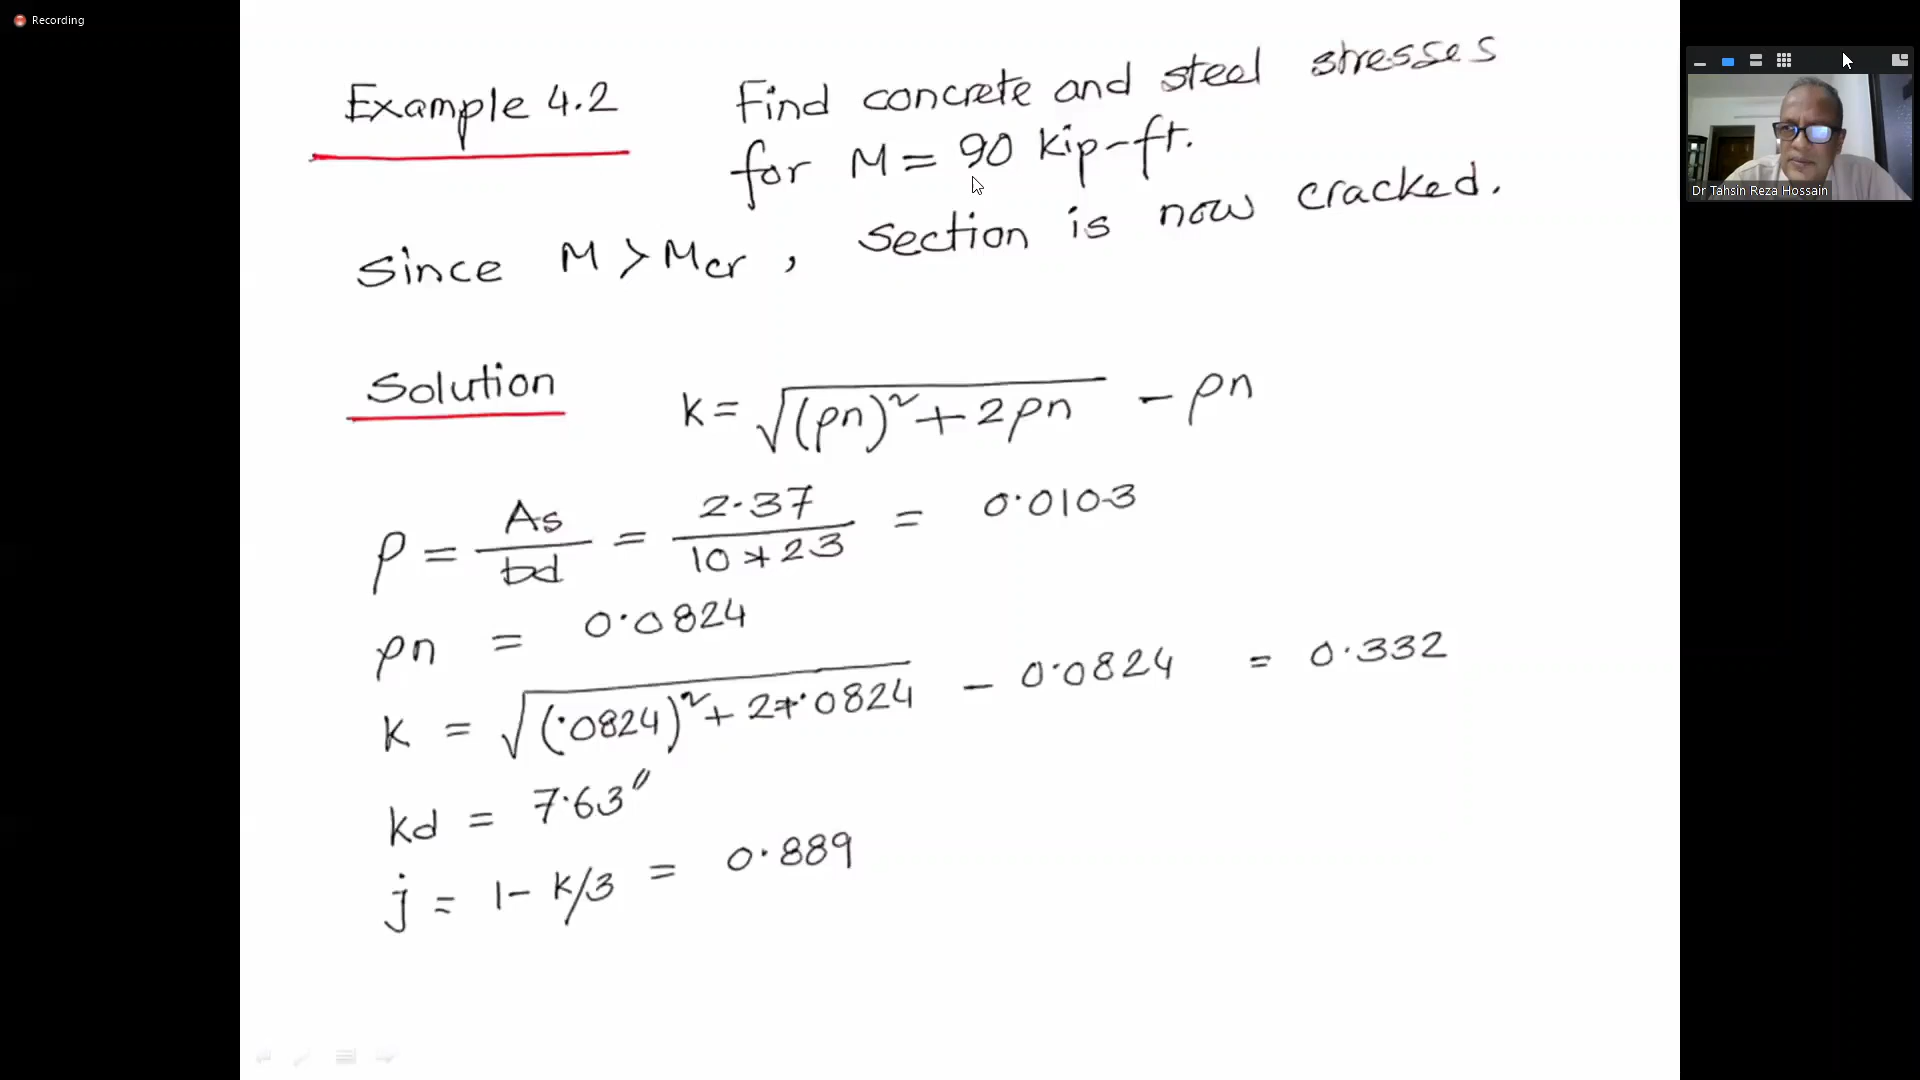 Recording
Example 4.2 Find concrete and steel stresses
for M = 90 kip-ft.
Since M > Mcr , section is now cracked.
Solution k = √(ρn)² + 2ρn - ρn
ρ = As/bd = 2.37/10*23 = 0.0103
ρn = 0.0824
k = √(.0824)² + 2*.0824 - 0.0824 = 0.332
kd = 7.63"
j = 1 - k/3 = 0.889
Dr Tahsin Reza Hossain